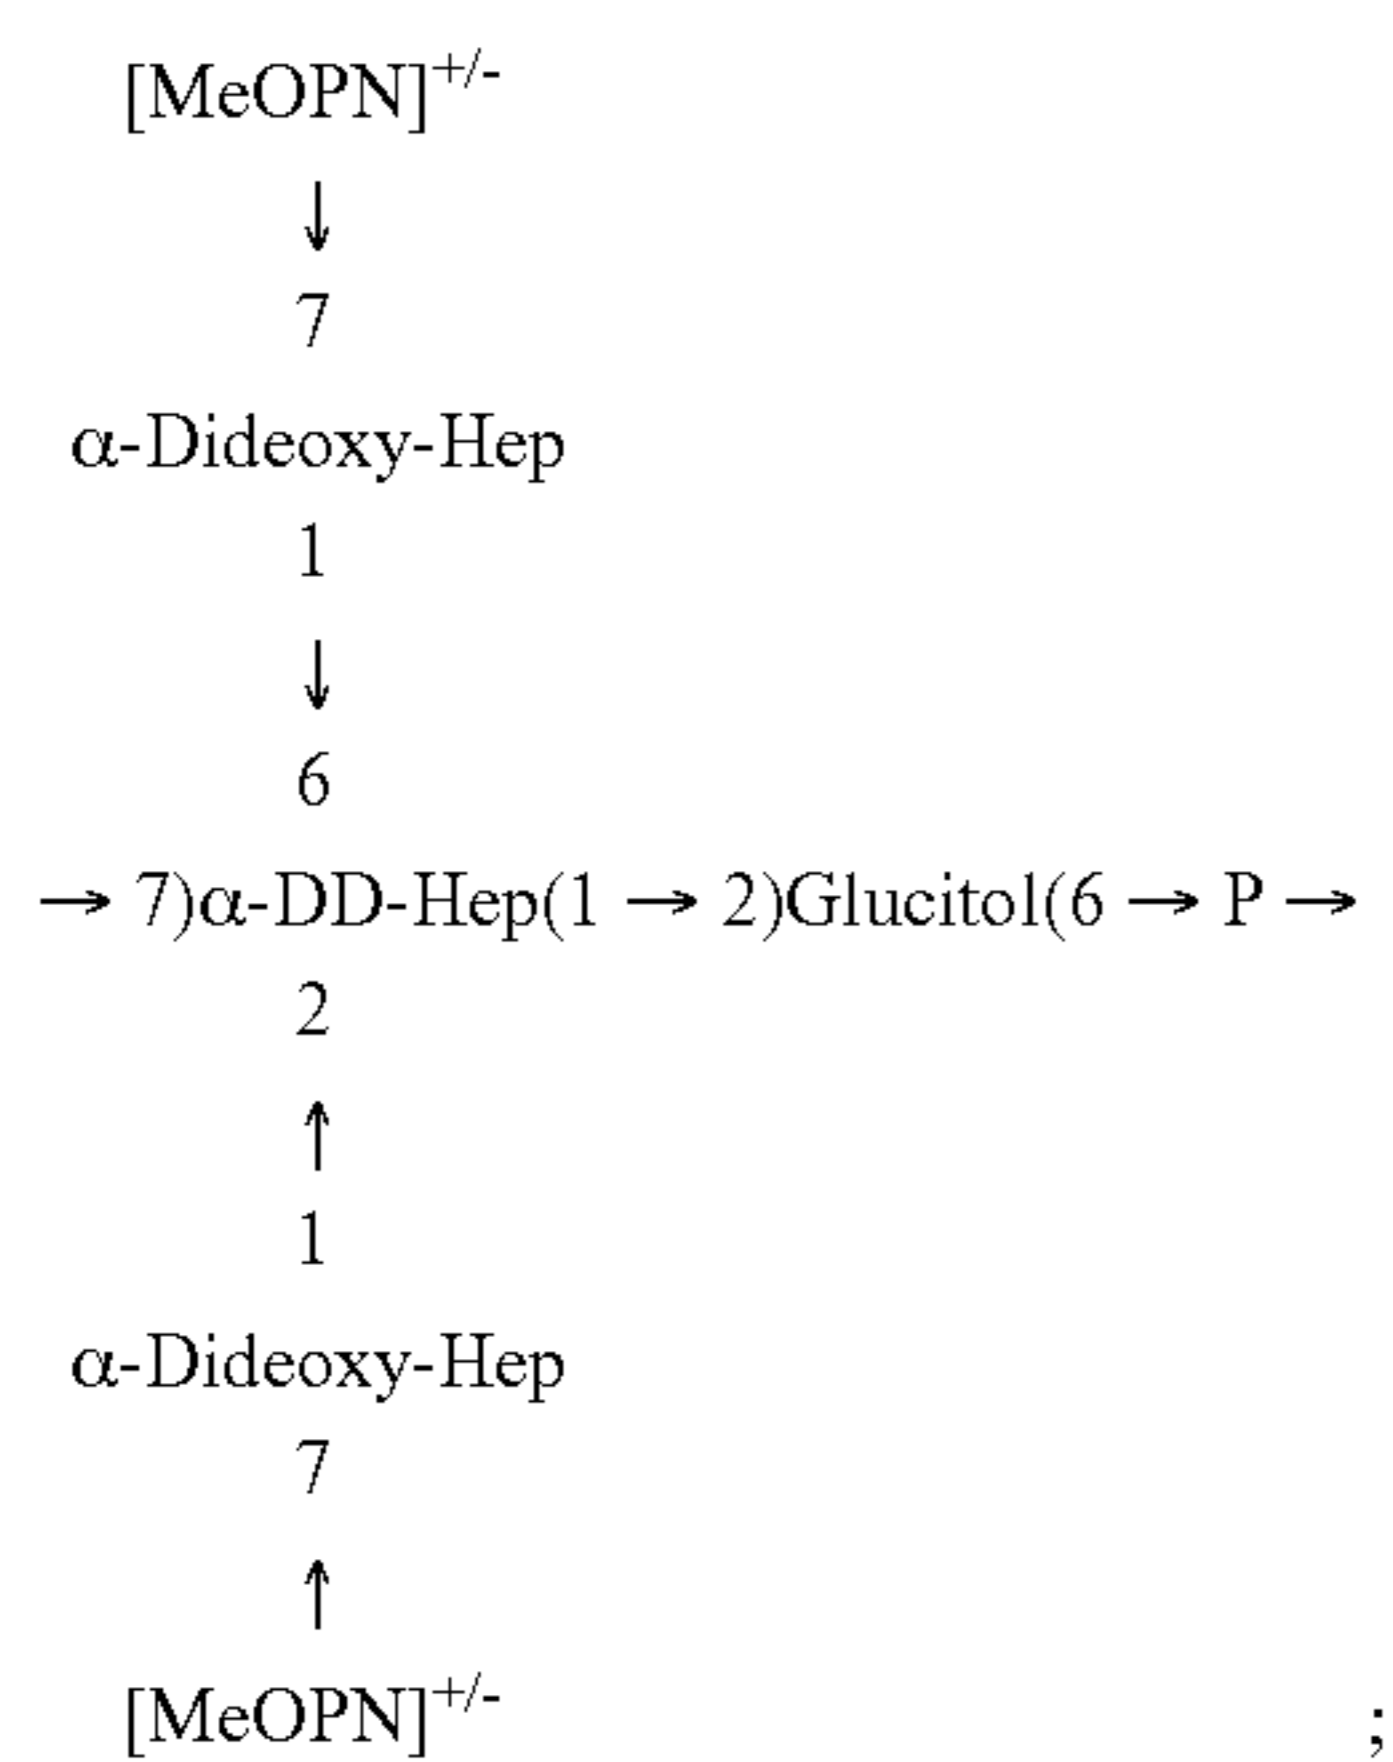 [MeOPN]+/-
↓
7
α-Dideoxy-Hep
1
↓
6
→ 7)α-DD-Hep(1 → 2)Glucitol(6 → P →
2
↑
1
α-Dideoxy-Hep
7
↑
[MeOPN]+/- ;